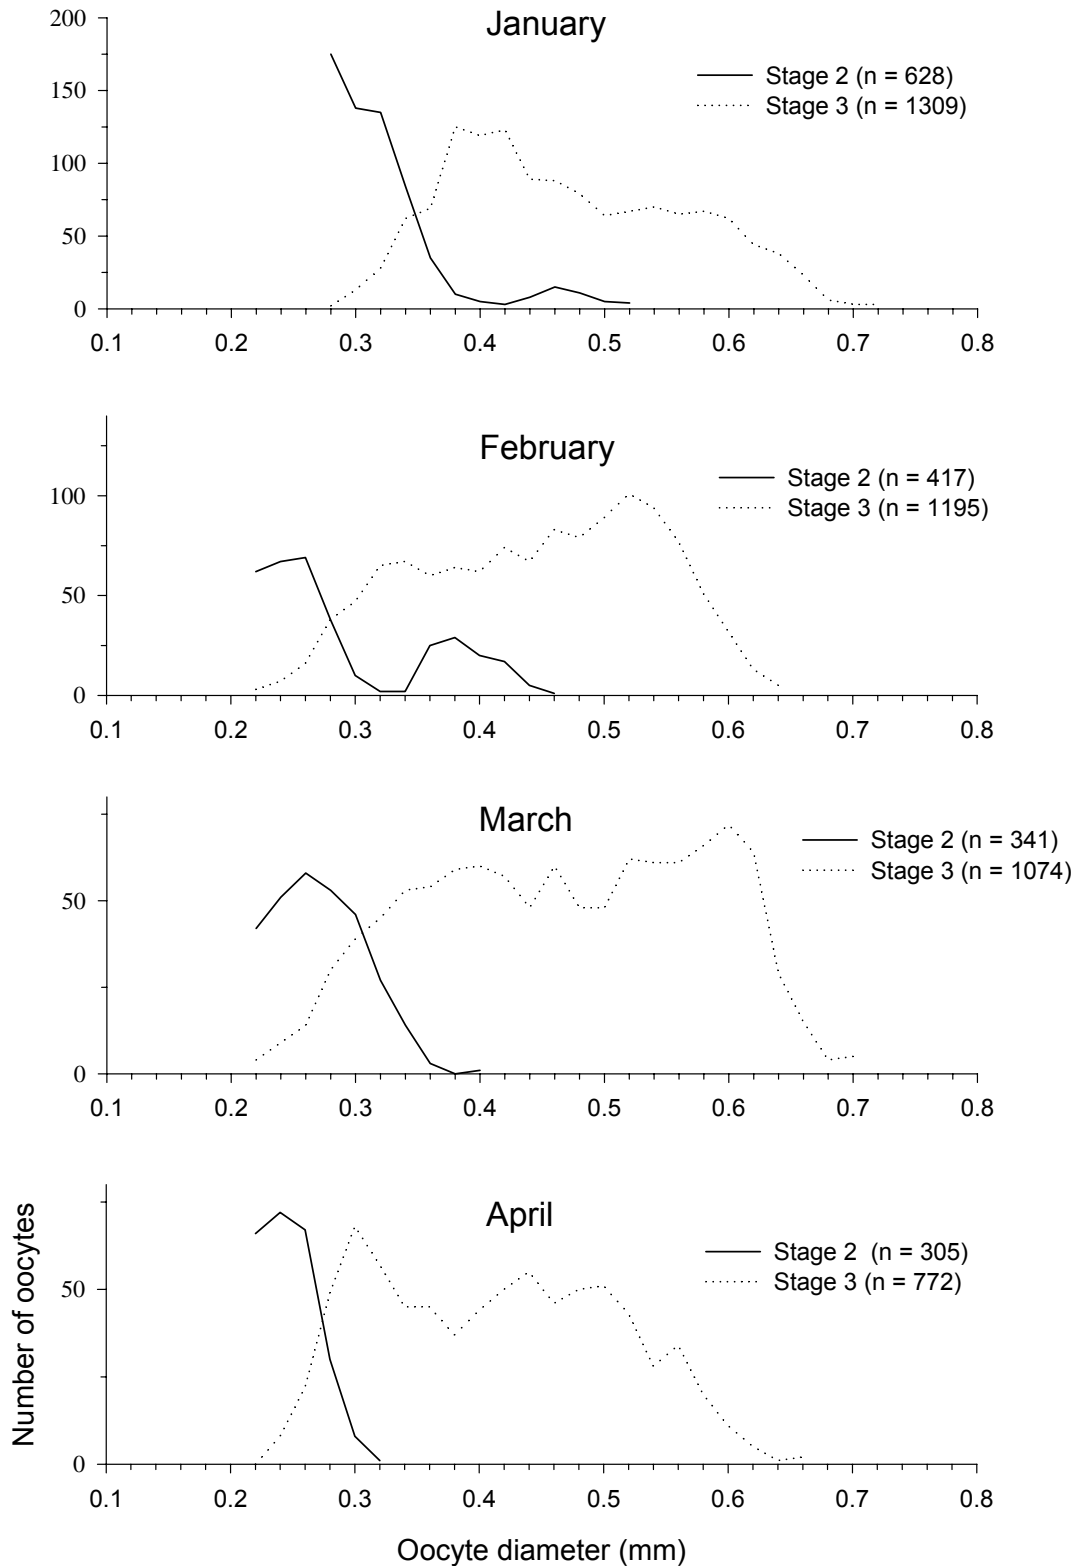 January
200
150
100
50
0
Stage 2 (n = 628)
Stage 3 (n = 1309)
0.1 0.2 0.3 0.4 0.5 0.6 0.7 0.8
February
100
50
0
Stage 2 (n = 417)
Stage 3 (n = 1195)
0.1 0.2 0.3 0.4 0.5 0.6 0.7 0.8
March
50
0
Stage 2 (n = 341)
Stage 3 (n = 1074)
0.1 0.2 0.3 0.4 0.5 0.6 0.7 0.8
April
50
0
Stage 2 (n = 305)
Stage 3 (n = 772)
0.1 0.2 0.3 0.4 0.5 0.6 0.7 0.8
Number of oocytes
Oocyte diameter (mm)